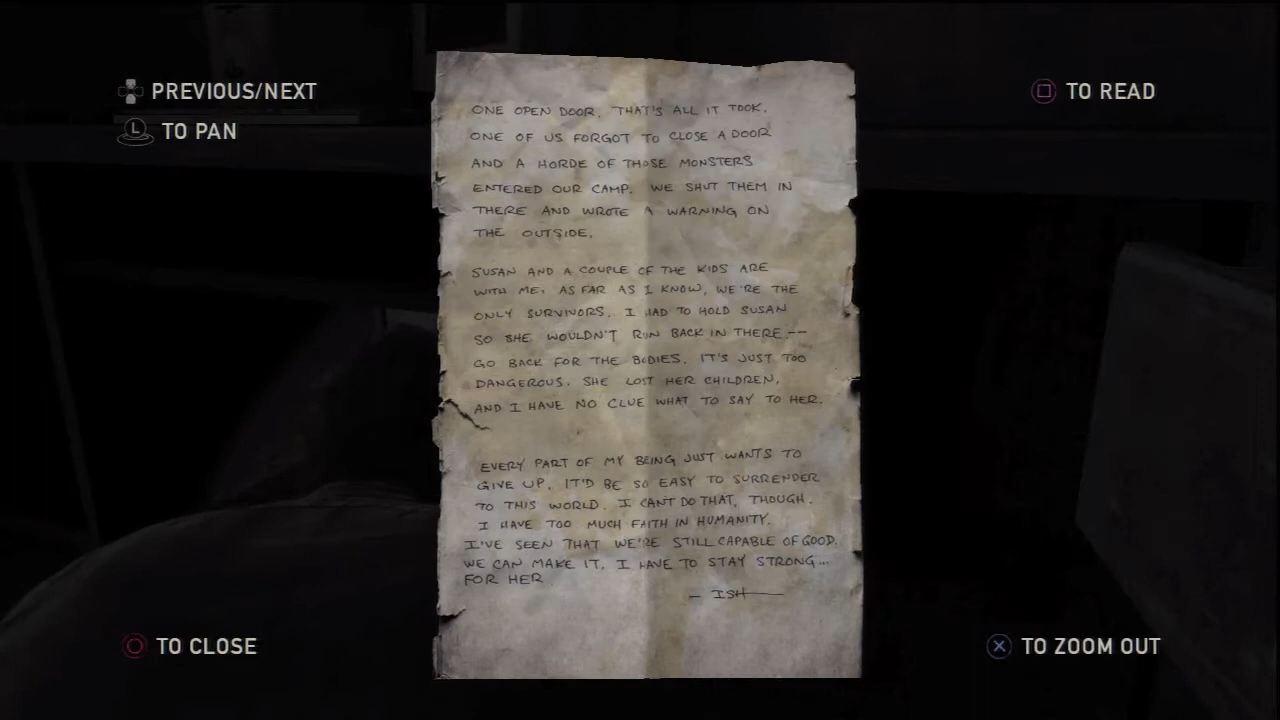 PREVIOUS/NEXT
L TO PAN
TO READ
ONE OPEN DOOR. THAT'S ALL IT TOOK.
ONE OF US FORGOT TO CLOSE A DOOR
AND A HORDE OF THOSE MONSTERS
ENTERED OUR CAMP. WE SHUT THEM IN
THERE AND WROTE A WARNING ON
THE OUTSIDE.
SUSAN AND A COUPLE OF THE KIDS ARE
WITH ME. AS FAR AS I KNOW, WE'RE THE
ONLY SURVIVORS. I HAD TO HOLD SUSAN
SO SHE WOULDN'T RUN BACK IN THERE --
GO BACK FOR THE BODIES. IT'S JUST TOO
DANGEROUS. SHE LOST HER CHILDREN,
AND I HAVE NO CLUE WHAT TO SAY TO HER.
EVERY PART OF MY BEING JUST WANTS TO
GIVE UP. IT'D BE SO EASY TO SURRENDER
TO THIS WORLD. I CAN'T DO THAT, THOUGH.
I HAVE TOO MUCH FAITH IN HUMANITY.
I'VE SEEN THAT WE'RE STILL CAPABLE OF GOOD.
WE CAN MAKE IT. I HAVE TO STAY STRONG...
FOR HER
- ISH
TO CLOSE
TO ZOOM OUT